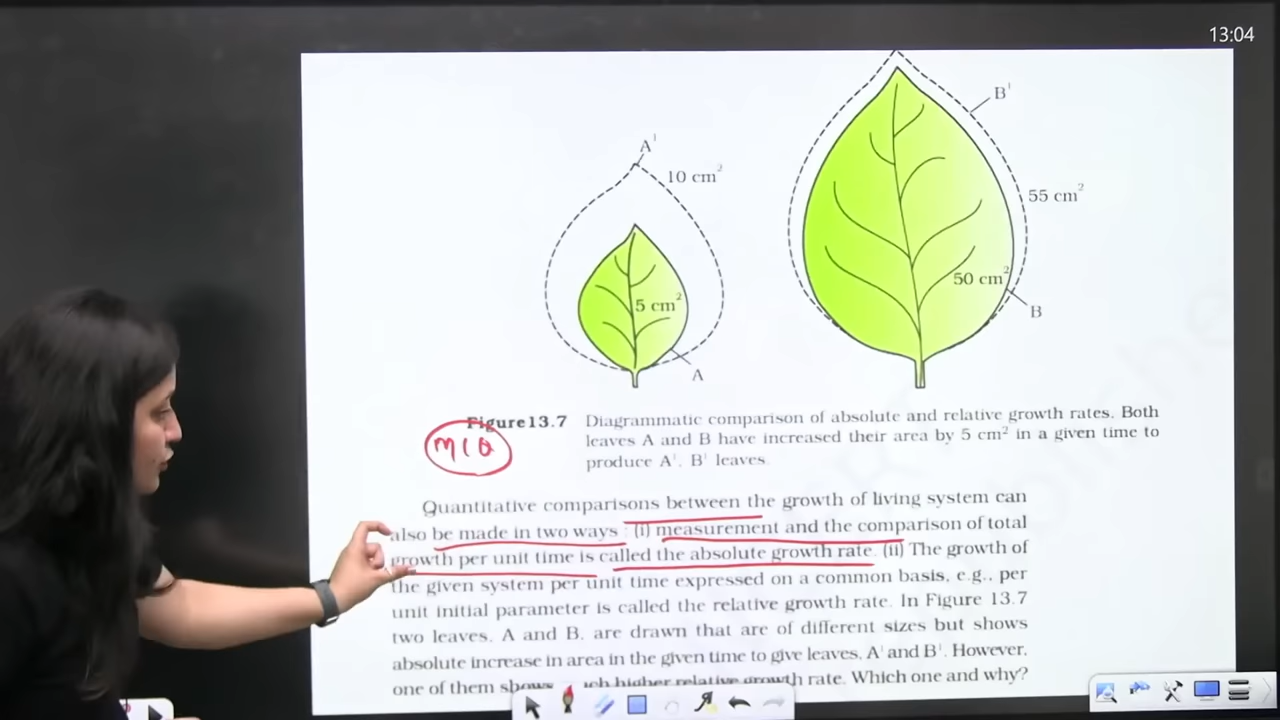 13:04
A'
10 cm²
5 cm²
A
B'
55 cm²
50 cm²
B
Figure 13.7 Diagrammatic comparison of absolute and relative growth rates. Both
leaves A and B have increased their area by 5 cm² in a given time to
produce A', B' leaves.
MCQ
Quantitative comparisons between the growth of living system can
also be made in two ways : (i) measurement and the comparison of total
growth per unit time is called the absolute growth rate. (ii) The growth of
the given system per unit time expressed on a common basis, e.g., per
unit initial parameter is called the relative growth rate. In Figure 13.7
two leaves, A and B, are drawn that are of different sizes but shows
absolute increase in area in the given time to give leaves, A' and B'. However,
one of them shows higher relative growth rate. Which one and why?